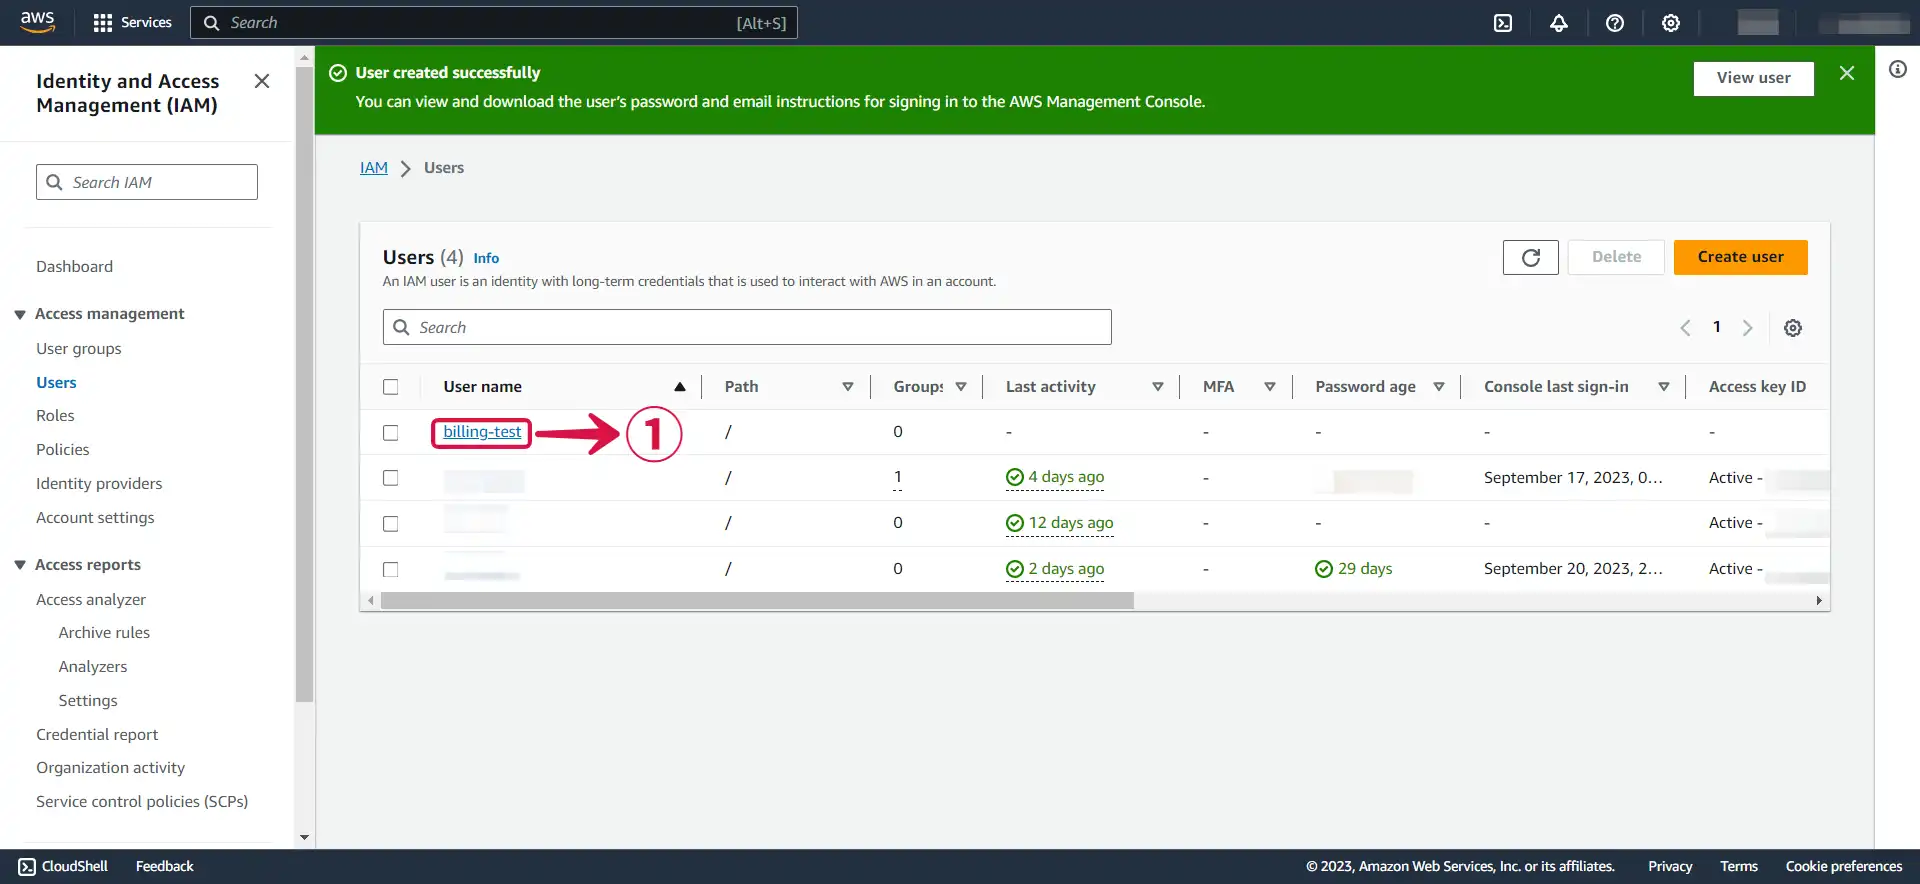 aws
Services
Search
[Alt+S]
Identity and Access
Management (IAM)
Search IAM
Dashboard
Access management
User groups
Users
Roles
Policies
Identity providers
Account settings
Access reports
Access analyzer
Archive rules
Analyzers
Settings
Credential report
Organization activity
Service control policies (SCPs)
User created successfully
You can view and download the user's password and email instructions for signing in to the AWS Management Console.
View user
IAM > Users
Users (4) Info
An IAM user is an identity with long-term credentials that is used to interact with AWS in an account.
Delete
Create user
Search
1
User name Path Groups Last activity MFA Password age Console last sign-in Access key ID
billing-test 1 / 0 - - - - -
/ 1 4 days ago - September 17, 2023, 0... Active -
/ 0 12 days ago - - - Active -
/ 0 2 days ago - 29 days September 20, 2023, 2... Active -
CloudShell Feedback © 2023, Amazon Web Services, Inc. or its affiliates. Privacy Terms Cookie preferences